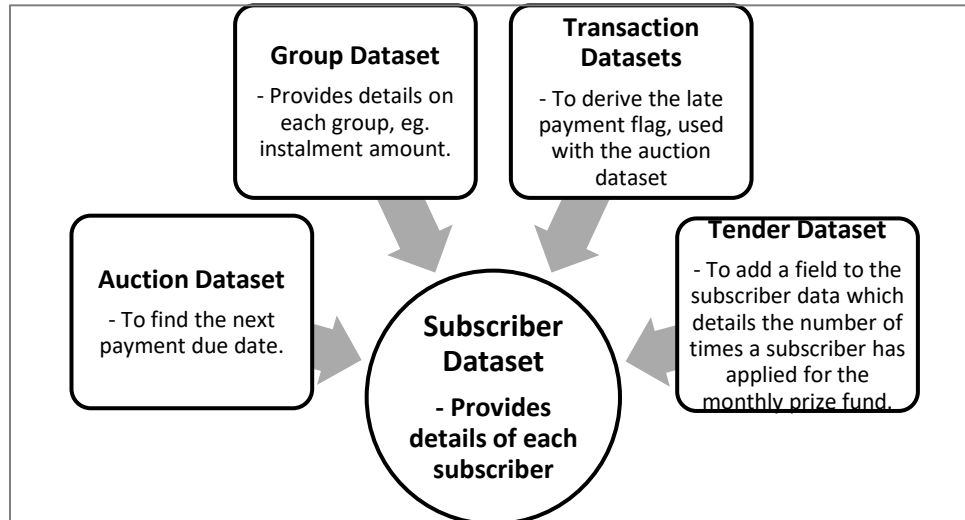 Group Dataset
- Provides details on
each group, eg.
instalment amount.
Transaction
Datasets
- To derive the late
payment flag, used
with the auction
dataset
Auction Dataset
- To find the next
payment due date.
Tender Dataset
- To add a field to the
subscriber data which
details the number of
times a subscriber has
applied for the
monthly prize fund.
Subscriber
Dataset
- Provides
details of each
subscriber